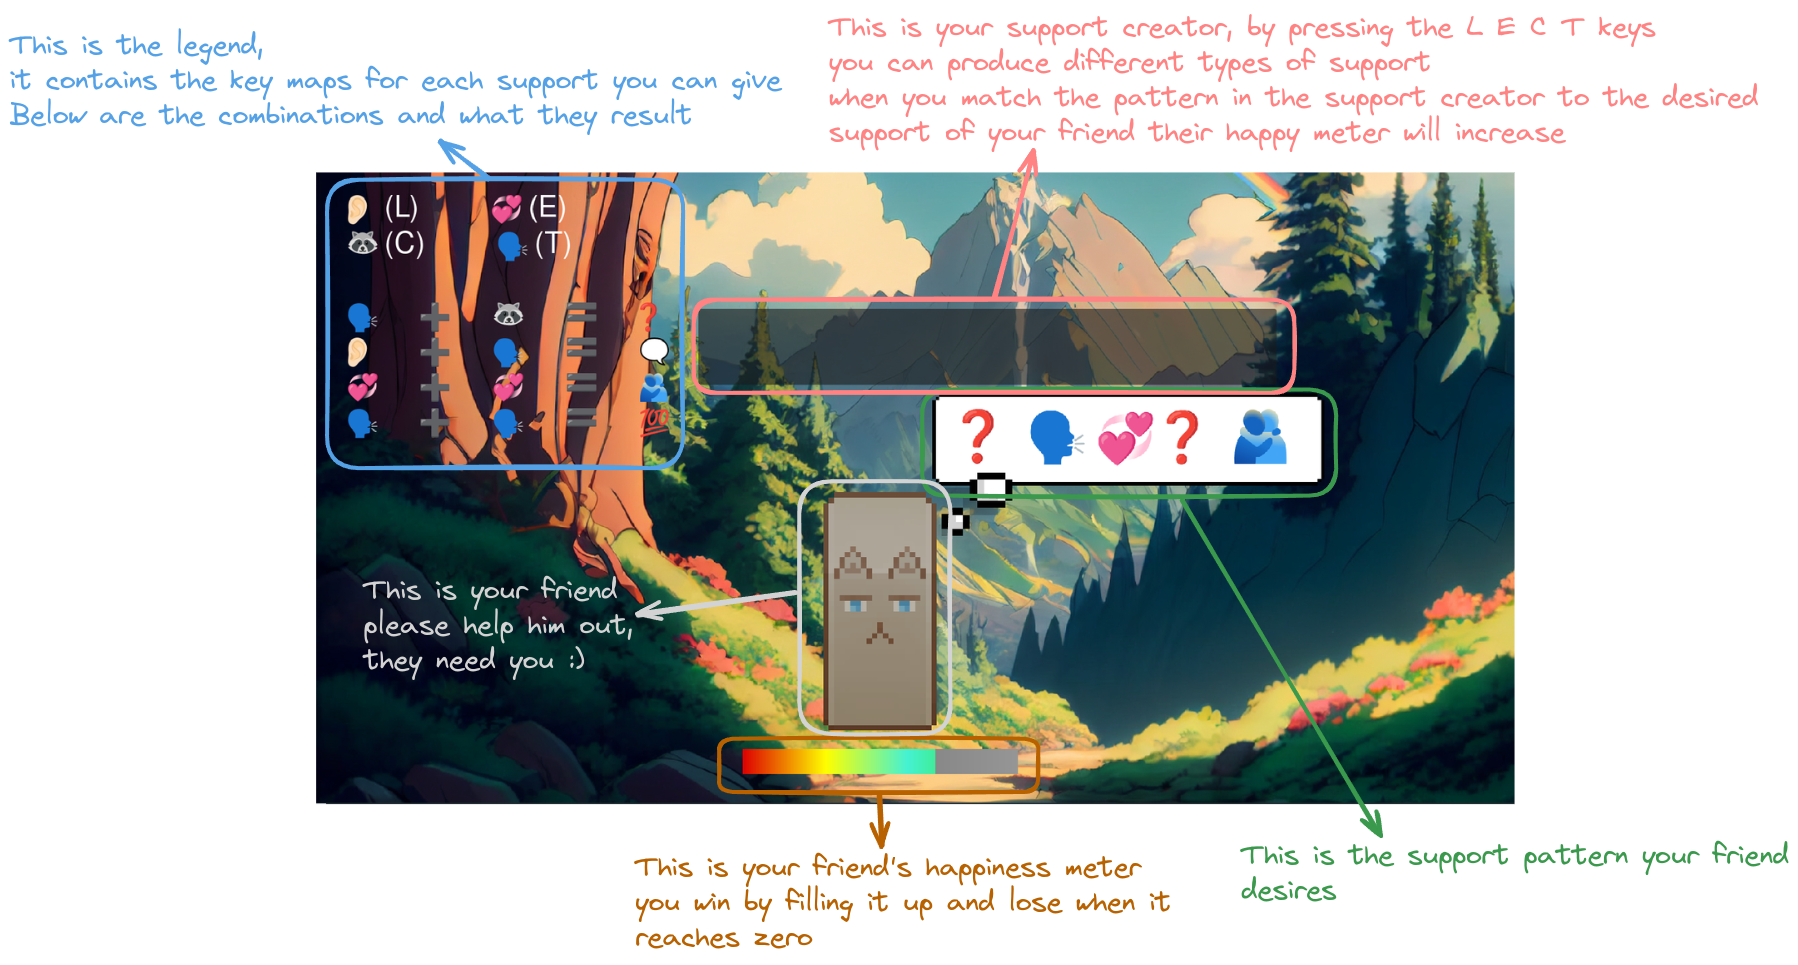 This is the legend,
it contains the key maps for each support you can give
Below are the combinations and what they result
This is your support creator, by pressing the L E C T keys
you can produce different types of support
when you match the pattern in the support creator to the desired
support of your friend their happy meter will increase
👂🏻 (L) 💞 (E)
🦝 (C) 🗣 (T)
🗣 ➕ 🦝 = ❓
👂🏻 ➕ 🗣 = 🗨
💞 ➕ 💞 = 🫂
🗣 ➕ 🗣 = 💯
❓ 🗣 💞 ❓ 🫂
This is your friend
please help him out,
they need you :)
This is your friend's happiness meter
you win by filling it up and lose when it
reaches zero
This is the support pattern your friend
desires